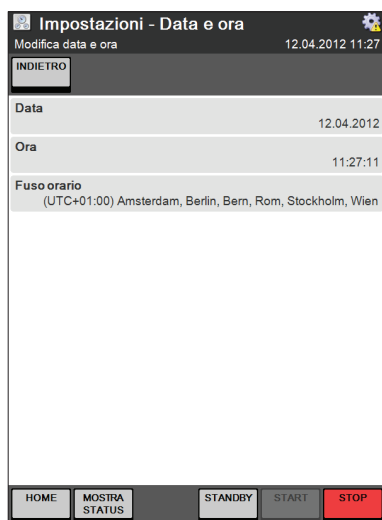 Impostazioni - Data e ora
Modifica data e ora 12.04.2012 11:27
INDIETRO
Data
12.04.2012
Ora
11:27:11
Fuso orario
(UTC+01:00) Amsterdam, Berlin, Bern, Rom, Stockholm, Wien
HOME MOSTRA STANDBY START STOP
STATUS